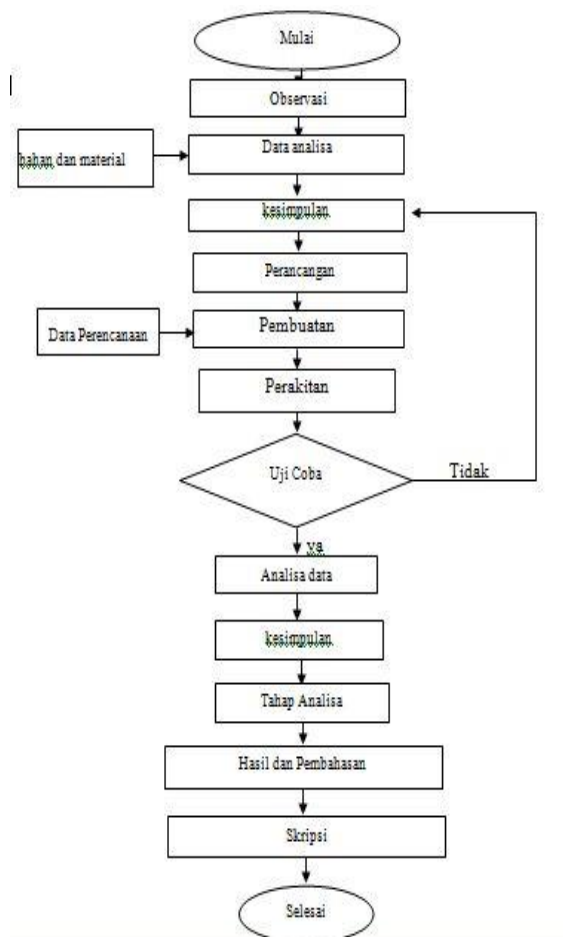 Mulai
Observasi
Data analisa
bahan dan material
kesimpulan
Perancangan
Pembuatan
Data Perencanaan
Perakitan
Uji Coba
Tidak
ya
Analisa data
kesimpulan
Tahap Analisa
Hasil dan Pembahasan
Skripsi
Selesai